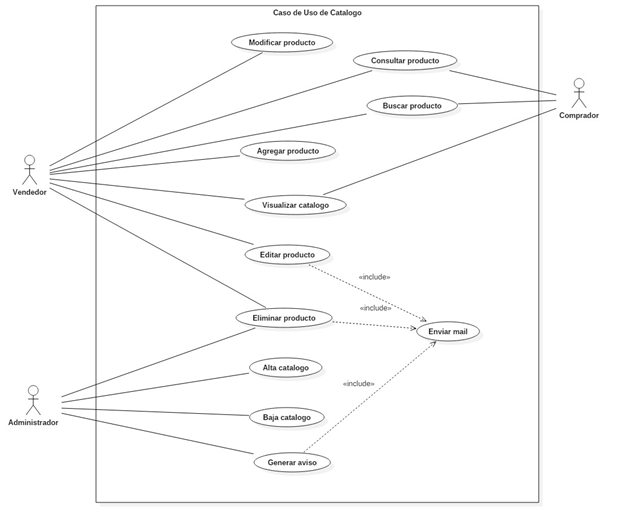 Caso de Uso de Catalogo
Modificar producto
Consultar producto
Buscar producto
Comprador
Agregar producto
Vendedor
Visualizar catalogo
Editar producto
«include»
«include»
Eliminar producto
Enviar mail
Alta catalogo
«include»
Baja catalogo
Administrador
Generar aviso